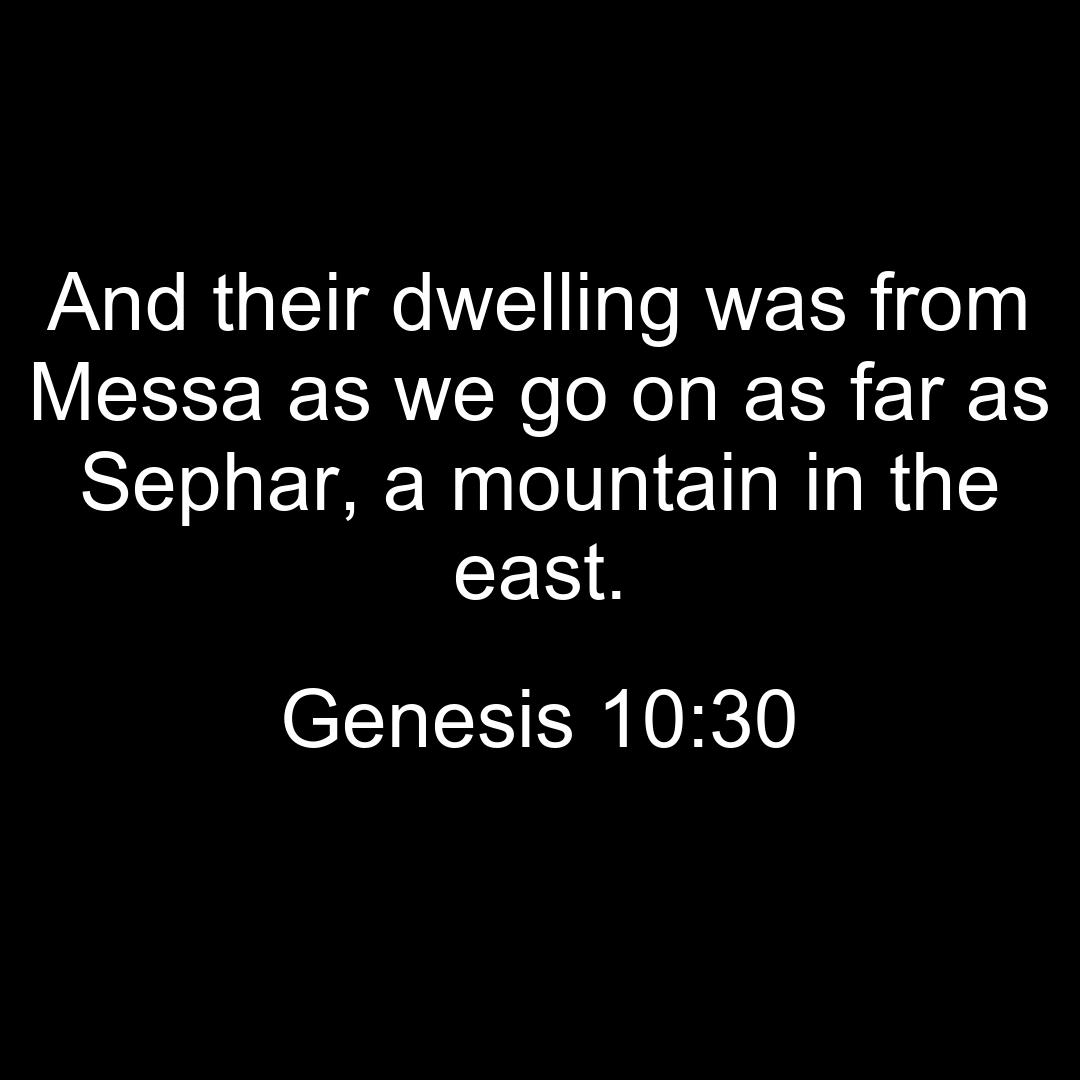 And their dwelling was from
Messa as we go on as far as
Sephar, a mountain in the
east.
Genesis 10:30